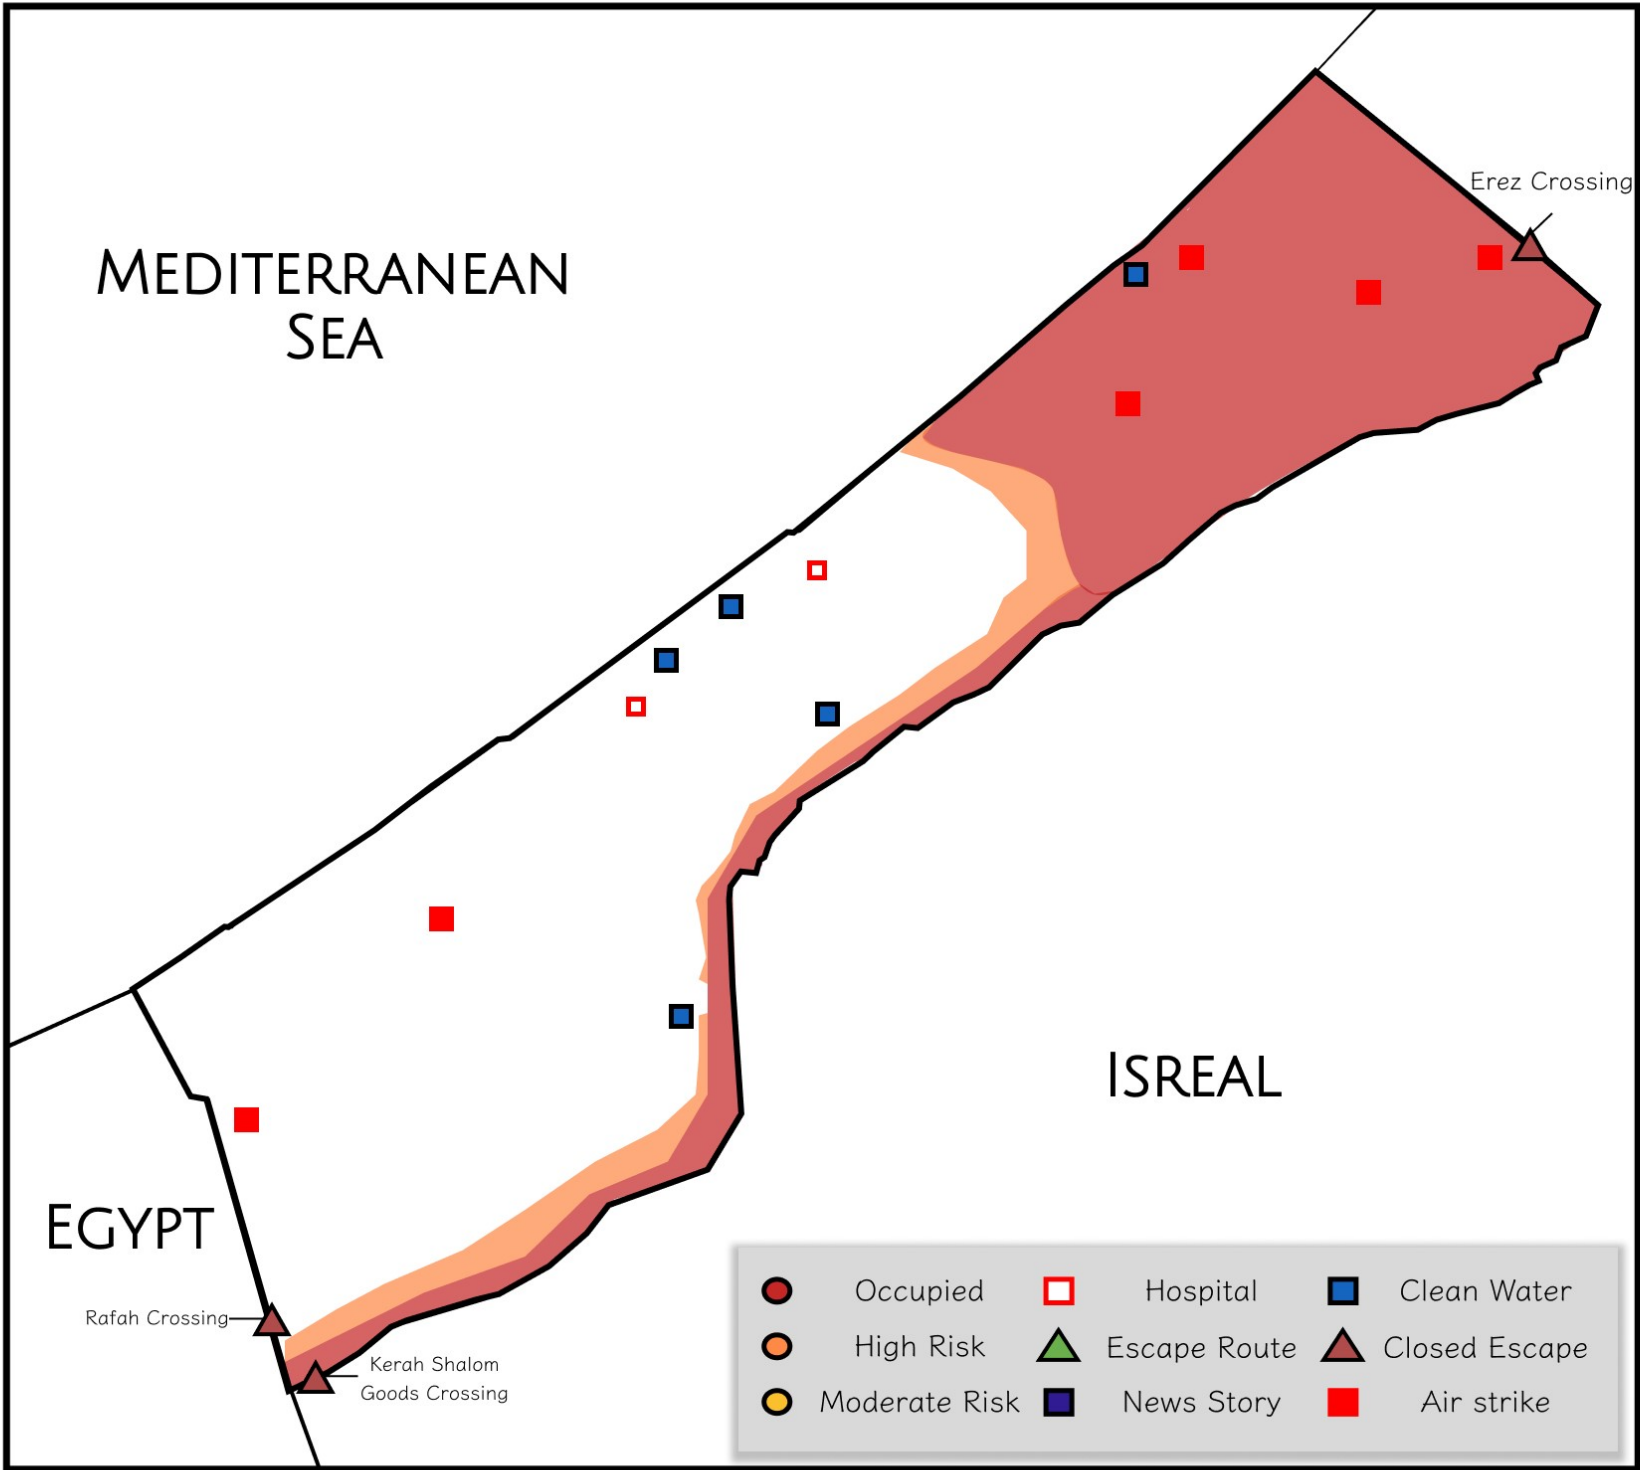 Erez Crossing
MEDITERRANEAN
SEA
ISREAL
EGYPT
Rafah Crossing
Kerah Shalom
Goods Crossing
Occupied
Hospital
Clean Water
High Risk
Escape Route
Closed Escape
Moderate Risk
News Story
Air strike